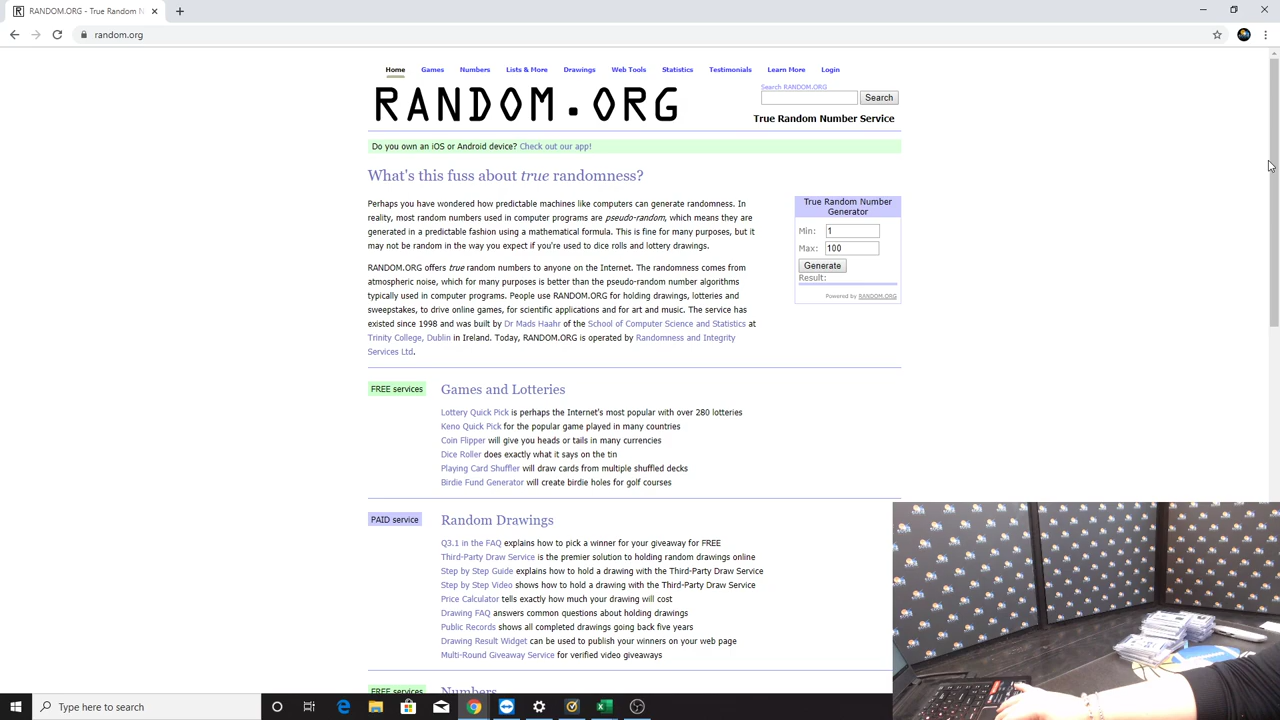 RANDOM.ORG - True Random N
random.org
Home Games Numbers Lists & More Drawings Web Tools Statistics Testimonials Learn More Login
RANDOM.ORG
Search RANDOM.ORG
Search
True Random Number Service
Do you own an iOS or Android device? Check out our app!
What's this fuss about true randomness?
Perhaps you have wondered how predictable machines like computers can generate randomness. In
reality, most random numbers used in computer programs are pseudo-random, which means they are
generated in a predictable fashion using a mathematical formula. This is fine for many purposes, but it
may not be random in the way you expect if you're used to dice rolls and lottery drawings.
RANDOM.ORG offers true random numbers to anyone on the Internet. The randomness comes from
atmospheric noise, which for many purposes is better than the pseudo-random number algorithms
typically used in computer programs. People use RANDOM.ORG for holding drawings, lotteries and
sweepstakes, to drive online games, for scientific applications and for art and music. The service has
existed since 1998 and was built by Dr Mads Haahr of the School of Computer Science and Statistics at
Trinity College, Dublin in Ireland. Today, RANDOM.ORG is operated by Randomness and Integrity
Services Ltd.
True Random Number
Generator
Min: 1
Max: 100
Generate
Result:
Powered by RANDOM.ORG
FREE services
Games and Lotteries
Lottery Quick Pick is perhaps the Internet's most popular with over 280 lotteries
Keno Quick Pick for the popular game played in many countries
Coin Flipper will give you heads or tails in many currencies
Dice Roller does exactly what it says on the tin
Playing Card Shuffler will draw cards from multiple shuffled decks
Birdie Fund Generator will create birdie holes for golf courses
PAID service
Random Drawings
Q3.1 in the FAQ explains how to pick a winner for your giveaway for FREE
Third-Party Draw Service is the premier solution to holding random drawings online
Step by Step Guide explains how to hold a drawing with the Third-Party Draw Service
Step by Step Video shows how to hold a drawing with the Third-Party Draw Service
Price Calculator tells exactly how much your drawing will cost
Drawing FAQ answers common questions about holding drawings
Public Records shows all completed drawings going back five years
Drawing Result Widget can be used to publish your winners on your web page
Multi-Round Giveaway Service for verified video giveaways
FREE services
Numbers
Type here to search